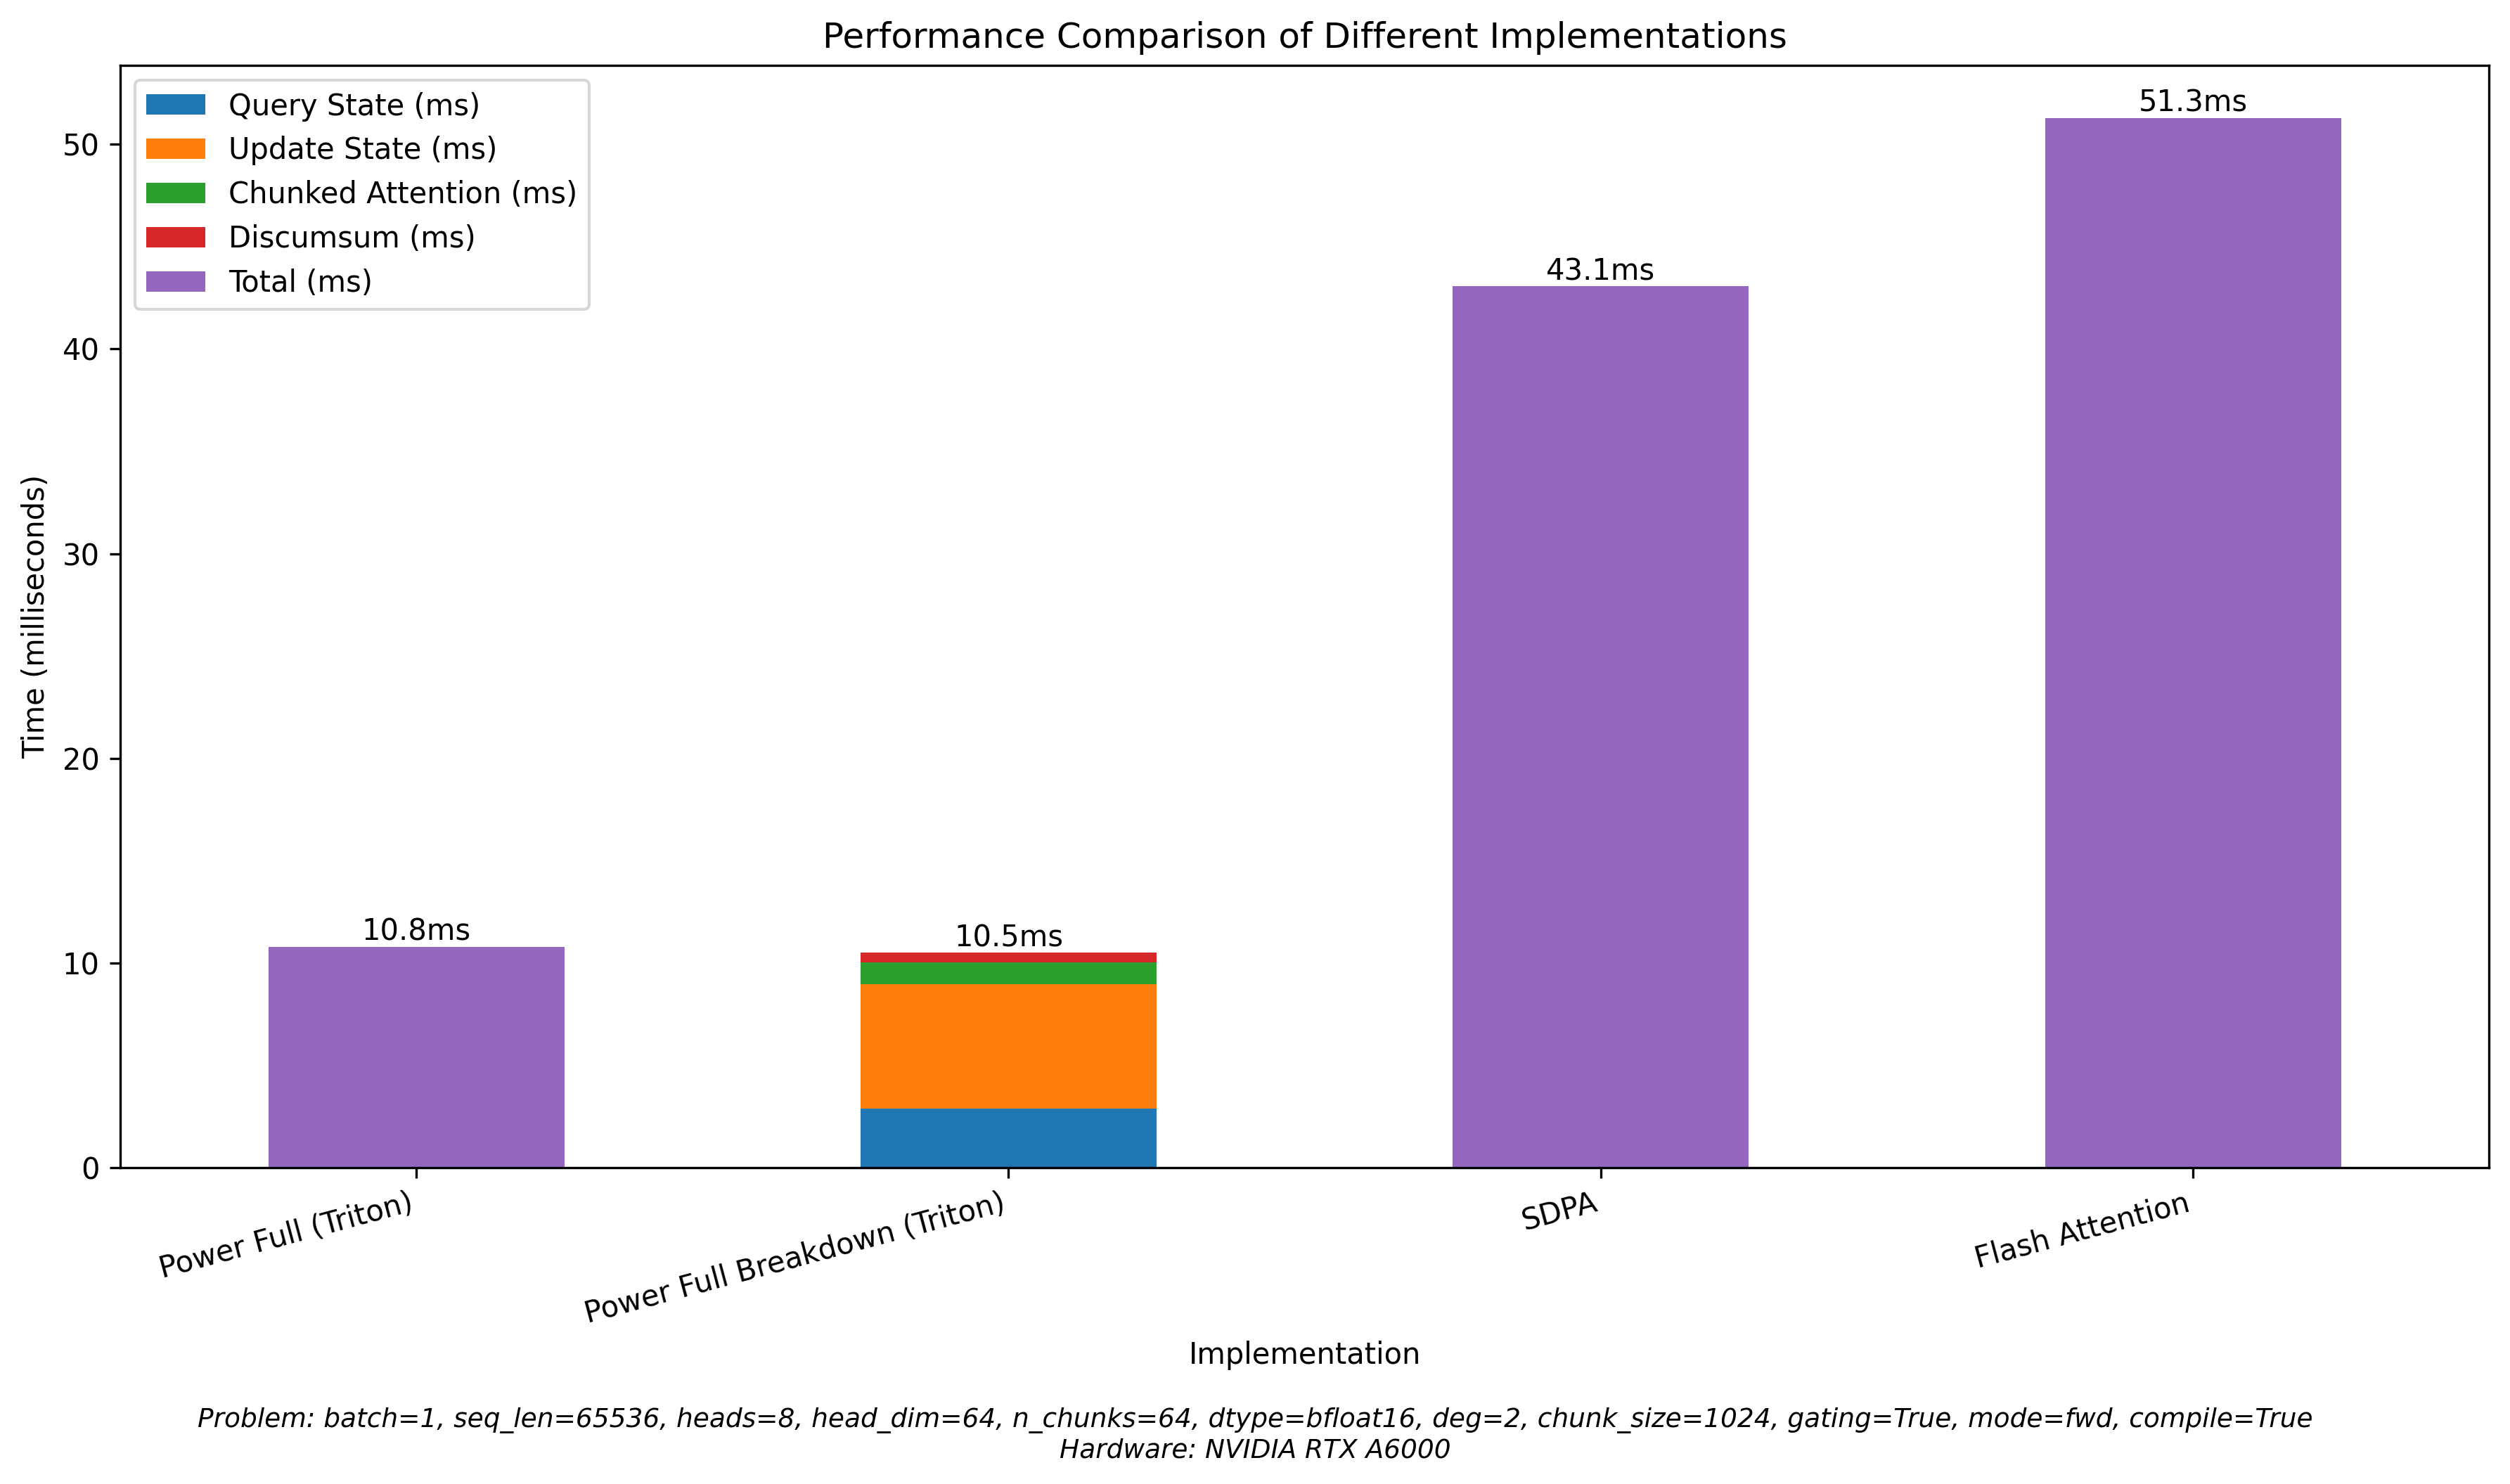 Performance Comparison of Different Implementations
Query State (ms)
Update State (ms)
Chunked Attention (ms)
Discumsum (ms)
Total (ms)
Time (milliseconds)
50
40
30
20
10
0
10.8ms
10.5ms
43.1ms
51.3ms
Power Full (Triton)
Power Full Breakdown (Triton)
SDPA
Flash Attention
Implementation
Problem: batch=1, seq_len=65536, heads=8, head_dim=64, n_chunks=64, dtype=bfloat16, deg=2, chunk_size=1024, gating=True, mode=fwd, compile=True
Hardware: NVIDIA RTX A6000